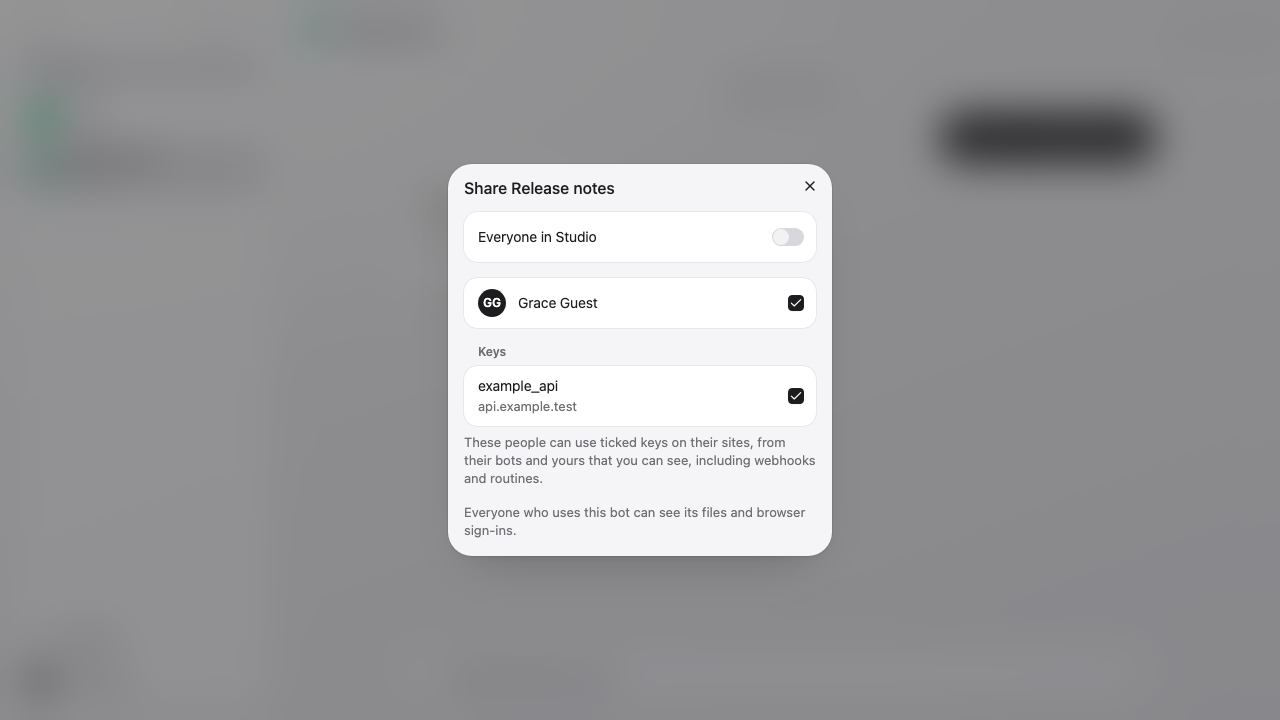 Share Release notes
Everyone in Studio
GG Grace Guest
Keys
example_api
api.example.test
These people can use ticked keys on their sites, from
their bots and yours that you can see, including webhooks
and routines.
Everyone who uses this bot can see its files and browser
sign-ins.